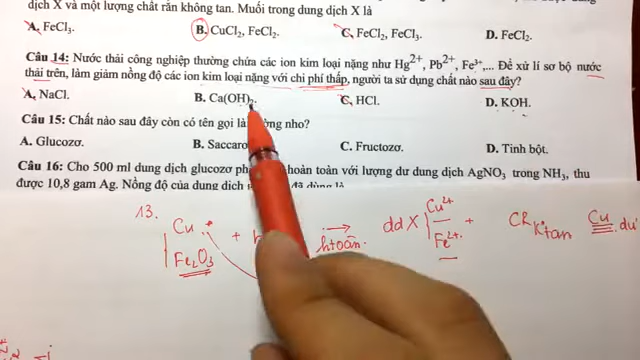 dịch X và một lượng chất rắn không tan. Muối trong dung dịch X là
A. FeCl3. B. CuCl2, FeCl2. C. FeCl2, FeCl3. D. FeCl2.
Câu 14: Nước thải công nghiệp thường chứa các ion kim loại nặng như Hg2+, Pb2+, Fe3+,... Để xử lí sơ bộ nước
thải trên, làm giảm nồng độ các ion kim loại nặng với chi phí thấp, người ta sử dụng chất nào sau đây?
A. NaCl. B. Ca(OH)2. C. HCl. D. KOH.
Câu 15: Chất nào sau đây còn có tên gọi là đường nho?
A. Glucozơ. B. Saccaro C. Fructozơ. D. Tinh bột.
Câu 16: Cho 500 ml dung dịch glucozơ ph hoàn toàn với lượng dư dung dịch AgNO3 trong NH3, thu
được 10,8 gam Ag. Nồng độ của dung dịch đã dùng là
13. Cu + h htoàn. ddX Cu2+ + CR ktan Cu dư
Fe2O3 Fe2+